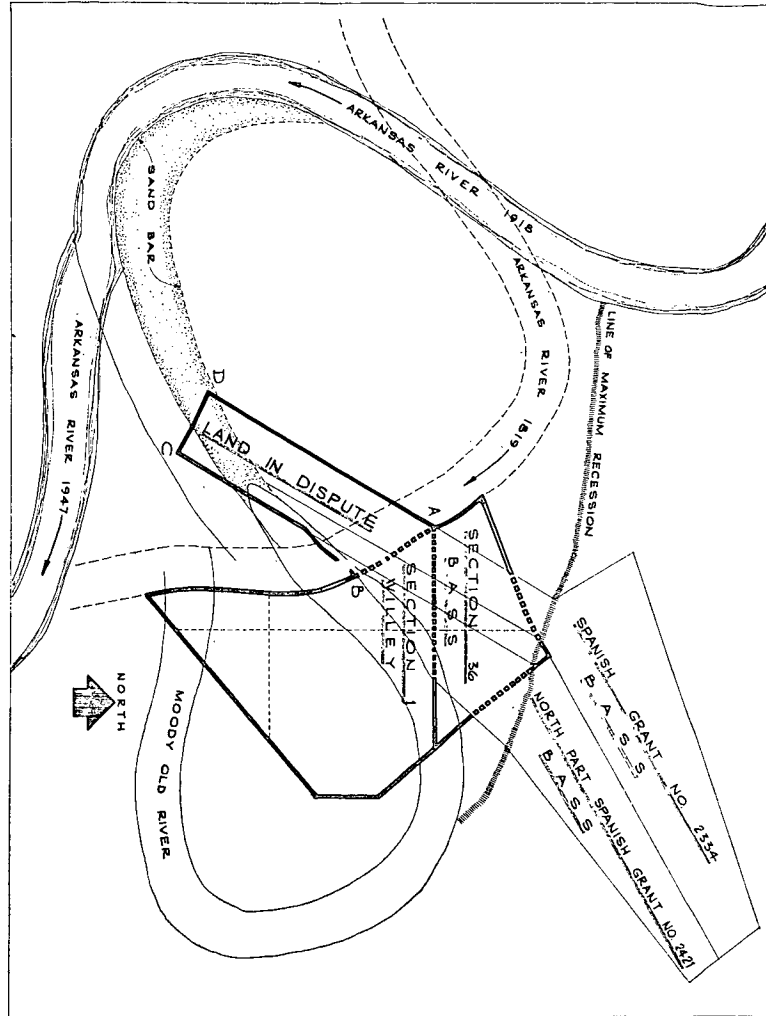 ARKANSAS RIVER 1918
ARKANSAS RIVER 1819
LINE OF MAXIMUM RECESSION
SAND BAR
ARKANSAS RIVER 1947
D
C
A
B
LAND IN DISPUTE
SECTION 36
BASS
SECTION 1
WILLEY
SPANISH GRANT NO 2334
BASS
NORTH PART SPANISH GRANT NO 2421
BASS
MOODY OLD RIVER
NORTH